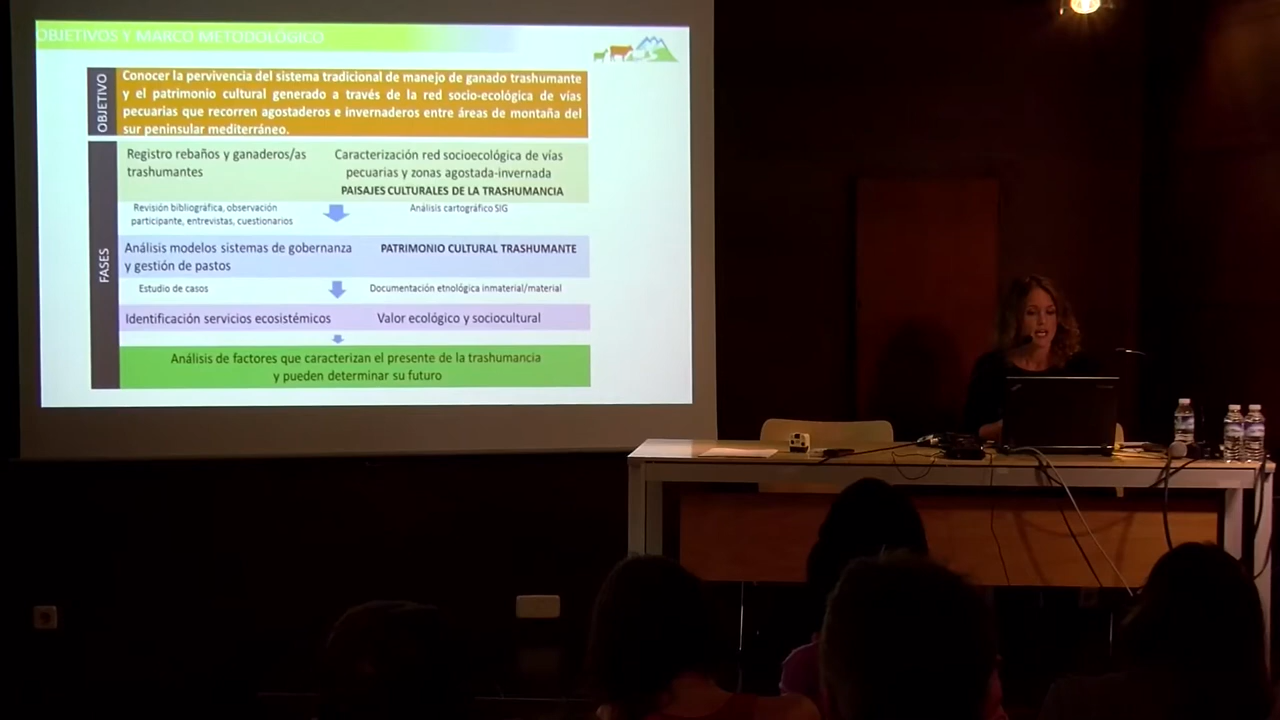 OBJETIVOS Y MARCO METODOLÓGICO
OBJETIVO
Conocer la pervivencia del sistema tradicional de manejo de ganado trashumante
y el patrimonio cultural generado a través de la red socio-ecológica de vías
pecuarias que recorren agostaderos e invernaderos entre áreas de montaña del
sur peninsular mediterráneo.
FASES
Registro rebaños y ganaderos/as
trashumantes
Caracterización red socioecológica de vías
pecuarias y zonas agostada-invernada
PAISAJES CULTURALES DE LA TRASHUMANCIA
Revisión bibliográfica, observación
participante, entrevistas, cuestionarios
Análisis cartográfico SIG
Análisis modelos sistemas de gobernanza
y gestión de pastos
PATRIMONIO CULTURAL TRASHUMANTE
Estudio de casos
Documentación etnológica inmaterial/material
Identificación servicios ecosistémicos
Valor ecológico y sociocultural
Análisis de factores que caracterizan el presente de la trashumancia
y pueden determinar su futuro